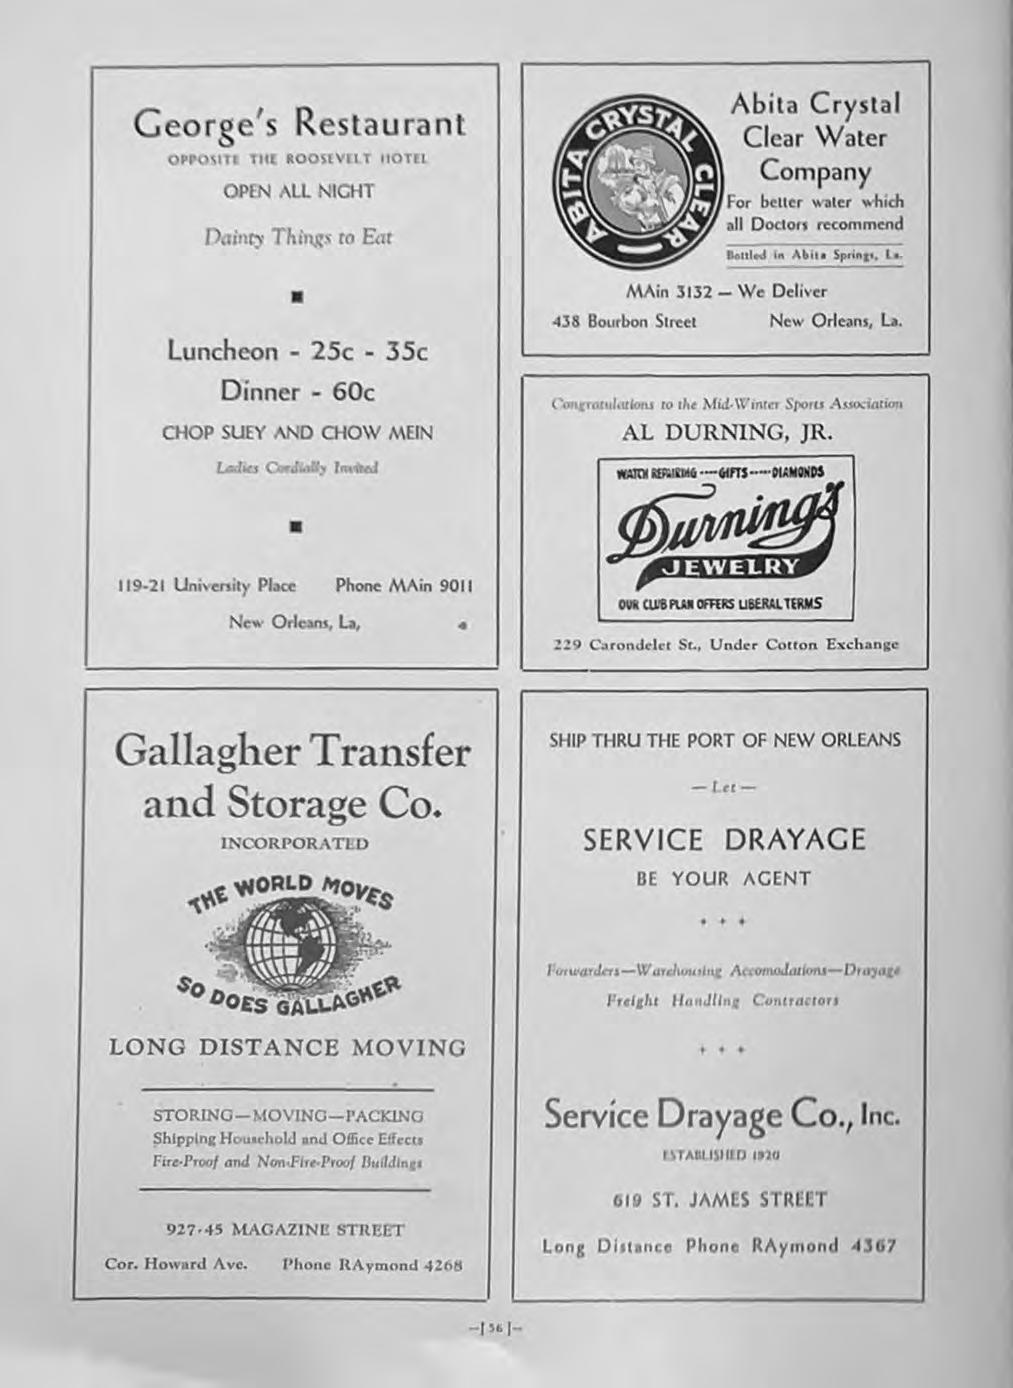 George's Restaurant
OPPOSITE THE ROOSEVELT HOTEL
OPEN ALL NIGHT
Dainty Things to Eat
Luncheon - 25c - 35c
Dinner - 60c
CHOP SUEY AND CHOW MEIN
Ladies Cordially Invited
119-21 University Place Phone MAin 9011
New Orleans, La,
ABITA CRYSTAL CLEAR
Abita Crystal
Clear Water
Company
For better water which
all Doctors recommend
Bottled in Abita Springs, La.
MAin 3132 — We Deliver
438 Bourbon Street New Orleans, La.
Congratulations to the Mid-Winter Sports Association
AL DURNING, JR.
WATCH REPAIRING ---- GIFTS ----- DIAMONDS
Durning's
JEWELRY
OUR CLUB PLAN OFFERS LIBERAL TERMS
229 Carondelet St., Under Cotton Exchange
Gallagher Transfer
and Storage Co.
INCORPORATED
THE WORLD MOVES
SO DOES GALLAGHER
LONG DISTANCE MOVING
STORING—MOVING—PACKING
Shipping Household and Office Effects
Fire-Proof and Non-Fire-Proof Buildings
927-45 MAGAZINE STREET
Cor. Howard Ave. Phone RAymond 4268
SHIP THRU THE PORT OF NEW ORLEANS
— Let —
SERVICE DRAYAGE
BE YOUR AGENT
+ + +
Forwarders—Warehousing Accomodations—Drayage
Freight Handling Contractors
+ + +
Service Drayage Co., Inc.
ESTABLISHED 1920
619 ST. JAMES STREET
Long Distance Phone RAymond 4367
—[ 56 ]—